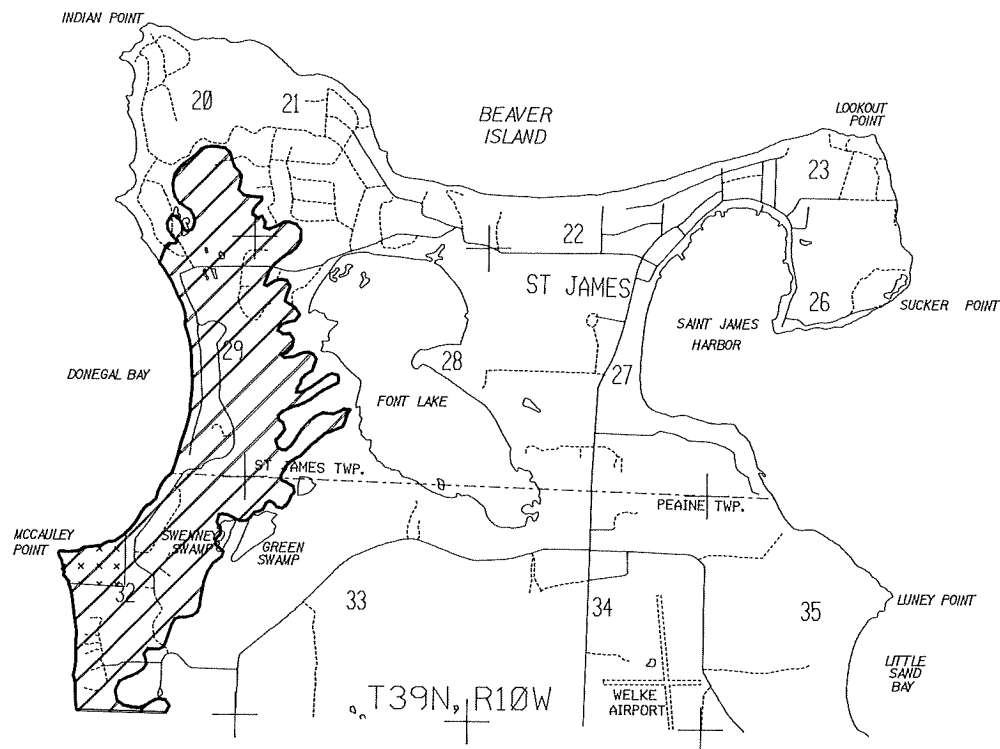 INDIAN POINT
20
21
BEAVER
ISLAND
LOOKOUT
POINT
23
22
ST JAMES
26
SUCKER POINT
SAINT JAMES
HARBOR
29
28
27
DONEGAL BAY
FONT LAKE
ST JAMES TWP.
PEAINE TWP.
MCCAULEY
POINT
SWENNEY
SWAMP
GREEN
SWAMP
32
33
34
35
LUNEY POINT
LITTLE
SAND
BAY
T39N, R10W
WELKE
AIRPORT